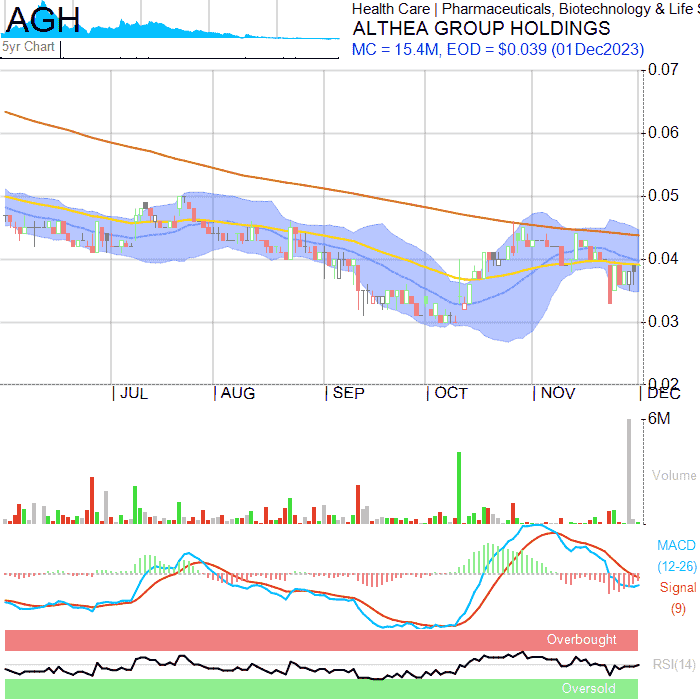 AGH
5yr Chart
Health Care | Pharmaceuticals, Biotechnology & Life S
ALTHEA GROUP HOLDINGS
MC = 15.4M, EOD = $0.039 (01Dec2023)
0.07
0.06
0.05
0.04
0.03
0.02
| JUL | AUG | SEP | OCT | NOV | DEC
6M
Volume
MACD
(12-26)
Signal
(9)
Overbought
RSI(14)
Oversold